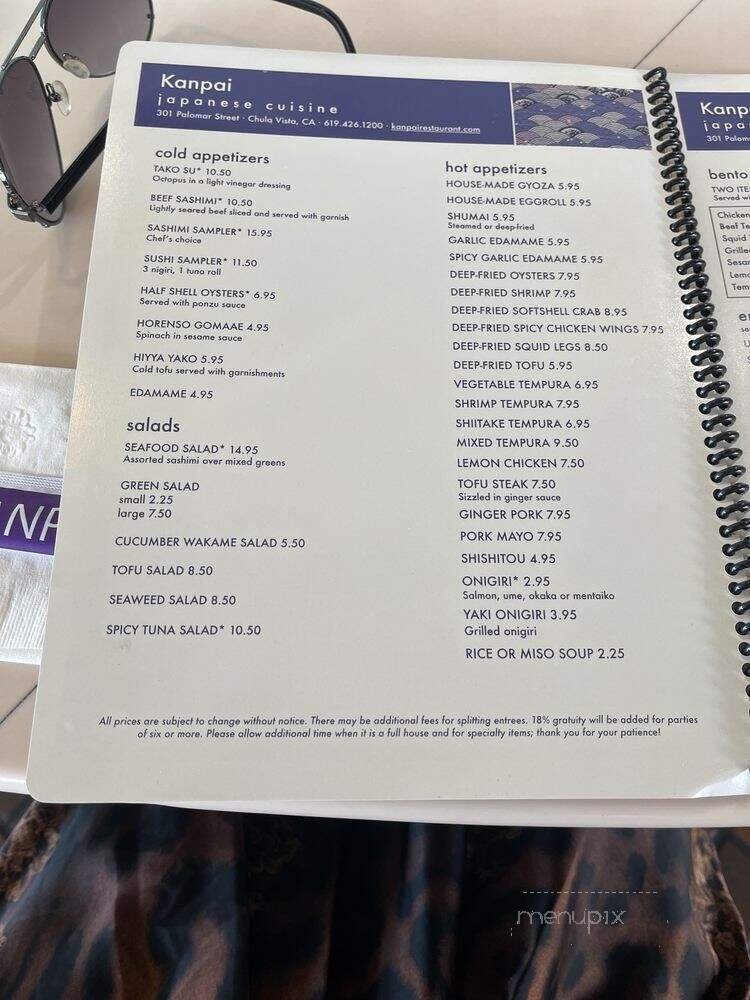 Kanpai
japanese cuisine
301 Palomar Street · Chula Vista, CA · 619.426.1200 · kanpairestaurant.com
cold appetizers
TAKO SU* 10.50
Octopus in a light vinegar dressing
BEEF SASHIMI* 10.50
Lightly seared beef sliced and served with garnish
SASHIMI SAMPLER* 15.95
Chef's choice
SUSHI SAMPLER* 11.50
3 nigiri, 1 tuna roll
HALF SHELL OYSTERS* 6.95
Served with ponzu sauce
HORENSO GOMAAE 4.95
Spinach in sesame sauce
HIYYA YAKO 5.95
Cold tofu served with garnishments
EDAMAME 4.95
salads
SEAFOOD SALAD* 14.95
Assorted sashimi over mixed greens
GREEN SALAD
small 2.25
large 7.50
CUCUMBER WAKAME SALAD 5.50
TOFU SALAD 8.50
SEAWEED SALAD 8.50
SPICY TUNA SALAD* 10.50
hot appetizers
HOUSE-MADE GYOZA 5.95
HOUSE-MADE EGGROLL 5.95
SHUMAI 5.95
Steamed or deep-fried
GARLIC EDAMAME 5.95
SPICY GARLIC EDAMAME 5.95
DEEP-FRIED OYSTERS 7.95
DEEP-FRIED SHRIMP 7.95
DEEP-FRIED SOFTSHELL CRAB 8.95
DEEP-FRIED SPICY CHICKEN WINGS 7.95
DEEP-FRIED SQUID LEGS 8.50
DEEP-FRIED TOFU 5.95
VEGETABLE TEMPURA 6.95
SHRIMP TEMPURA 7.95
SHIITAKE TEMPURA 6.95
MIXED TEMPURA 9.50
LEMON CHICKEN 7.50
TOFU STEAK 7.50
Sizzled in ginger sauce
GINGER PORK 7.95
PORK MAYO 7.95
SHISHITOU 4.95
ONIGIRI* 2.95
Salmon, ume, okaka or mentaiko
YAKI ONIGIRI 3.95
Grilled onigiri
RICE OR MISO SOUP 2.25
All prices are subject to change without notice. There may be additional fees for splitting entrees. 18% gratuity will be added for parties
of six or more. Please allow additional time when it is a full house and for specialty items; thank you for your patience!
Kanp
japa
301 Palom
bento
TWO ITE
Served wi
Chicken
Beef Te
Squid
Grille
Sesa
Lemo
Tem
menupix